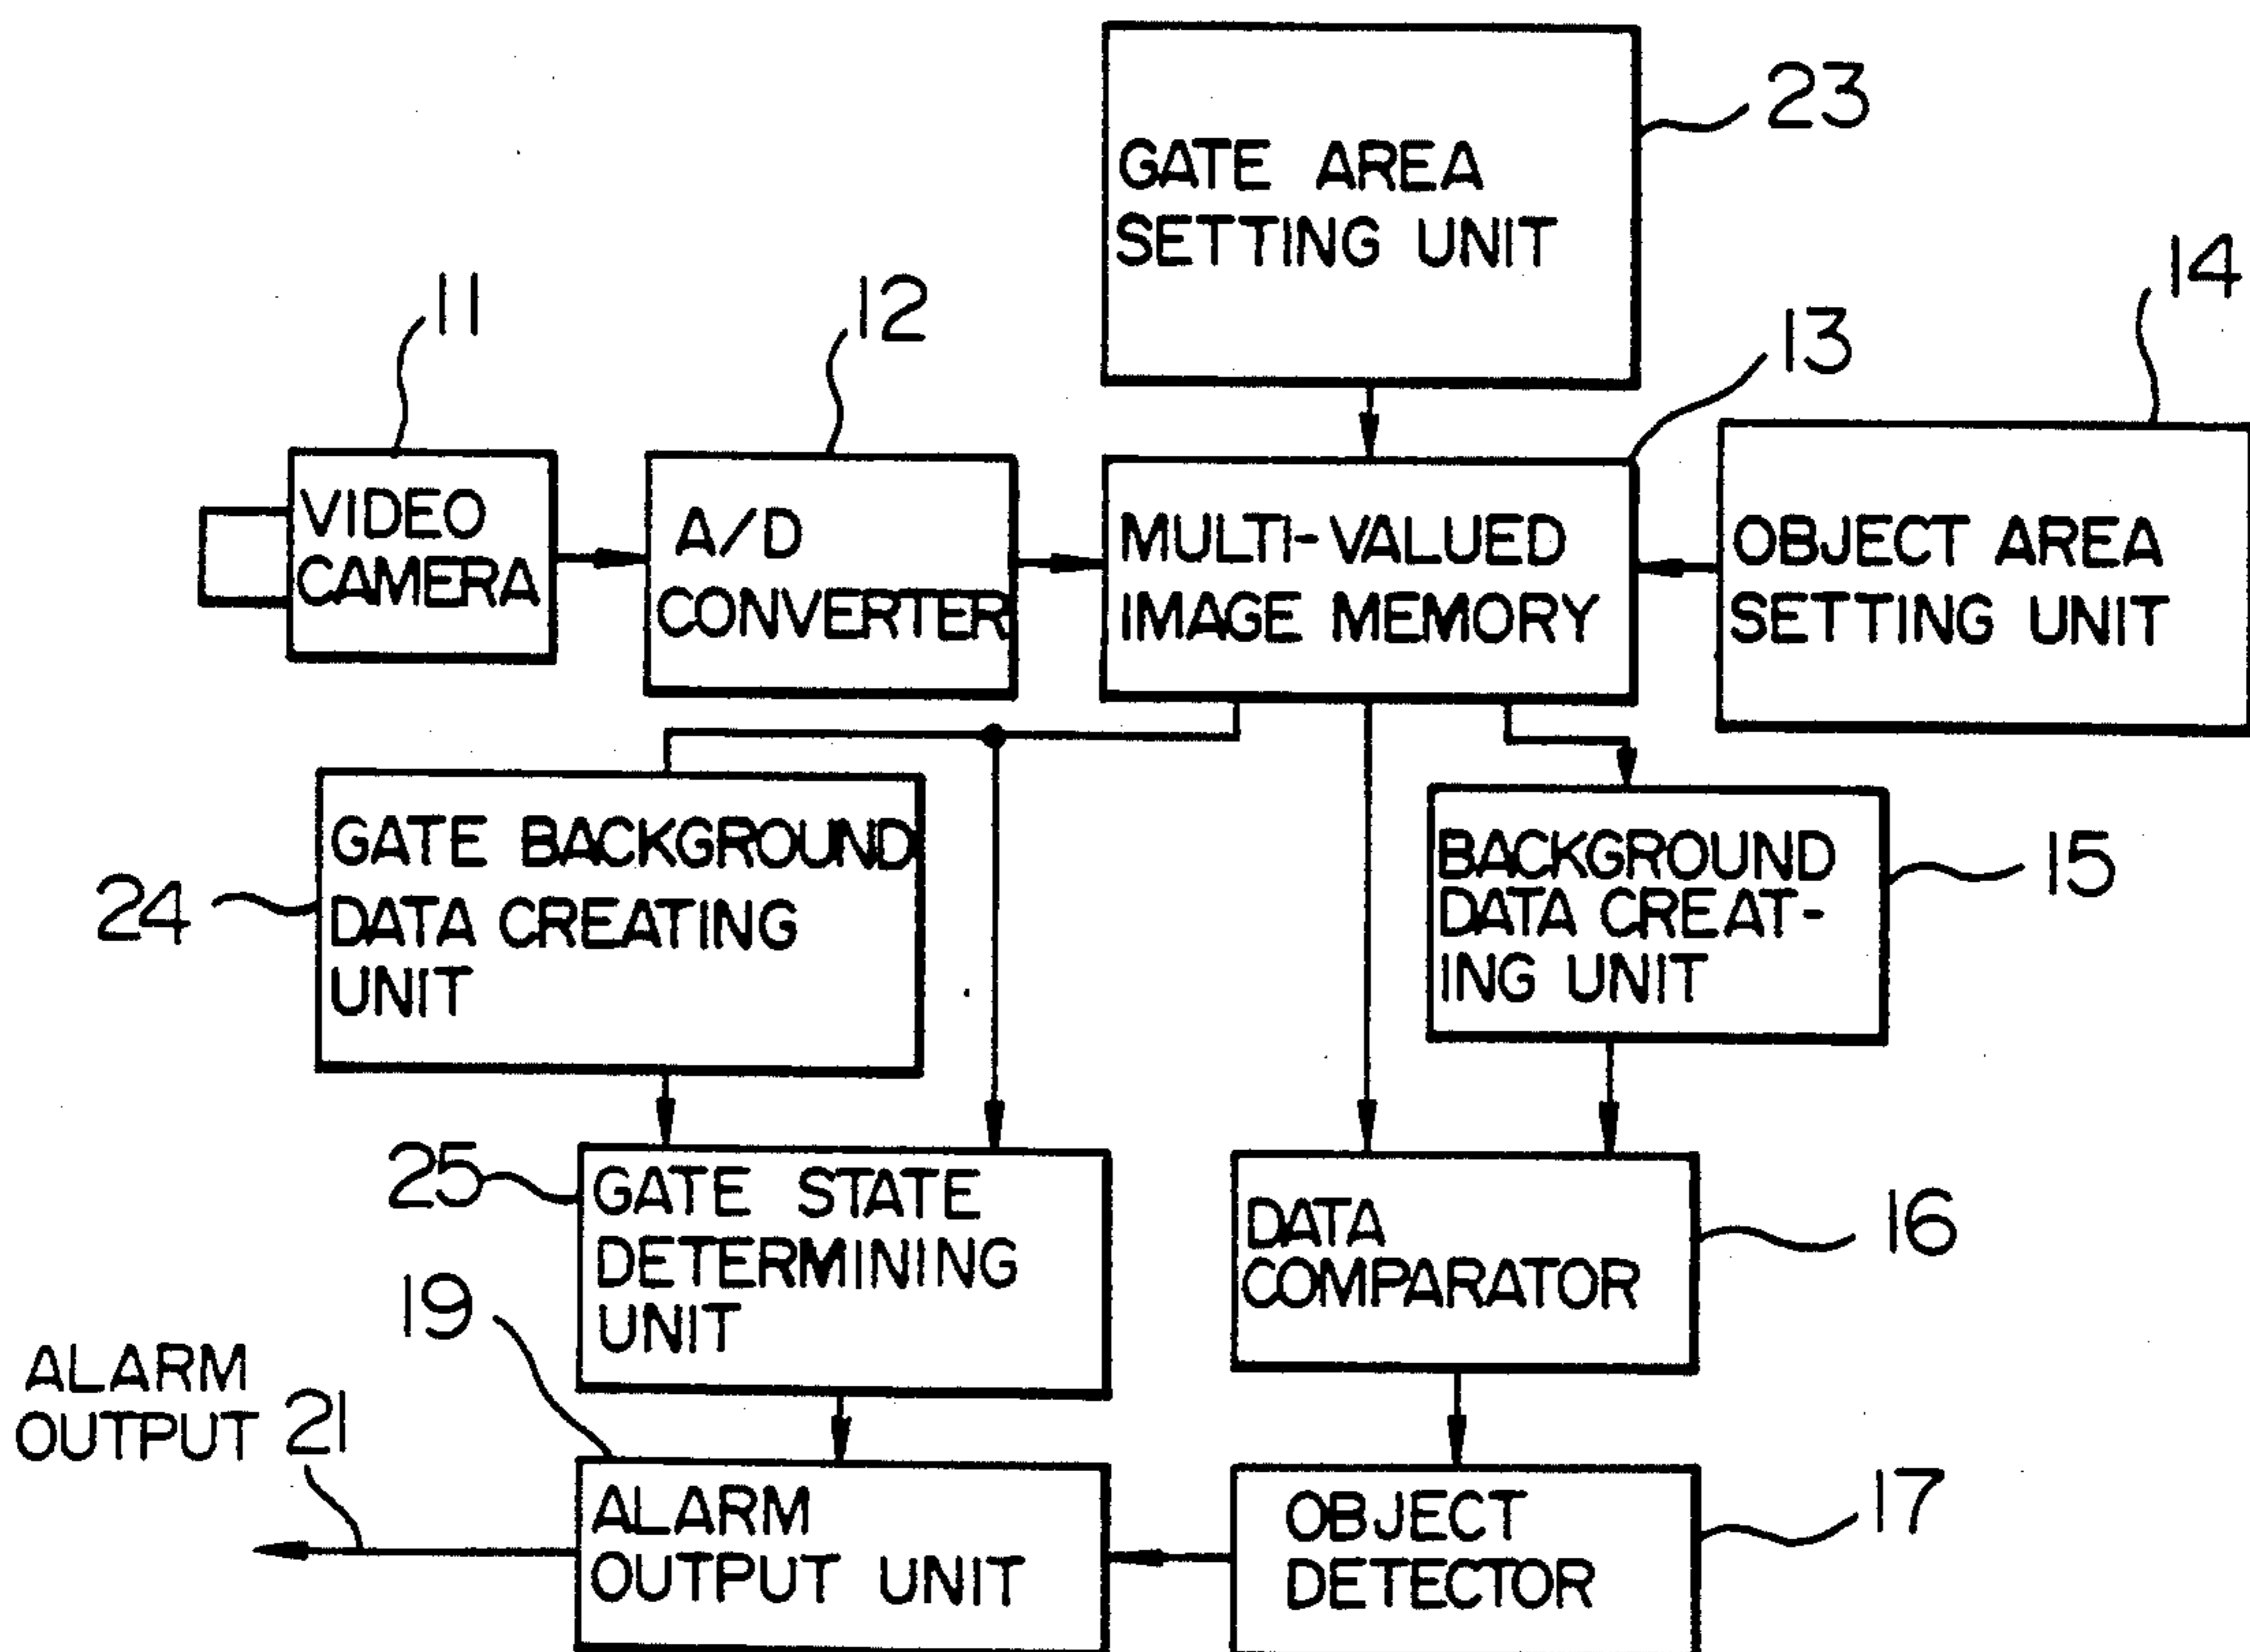 GATE AREA
SETTING UNIT
23
11
12
13
14
VIDEO
CAMERA
A/D
CONVERTER
MULTI-VALUED
IMAGE MEMORY
OBJECT AREA
SETTING UNIT
24
GATE BACKGROUND
DATA CREATING
UNIT
BACKGROUND
DATA CREAT-
ING UNIT
15
25
GATE STATE
DETERMINING
UNIT
DATA
COMPARATOR
16
19
ALARM
OUTPUT 21
ALARM
OUTPUT UNIT
OBJECT
DETECTOR
17